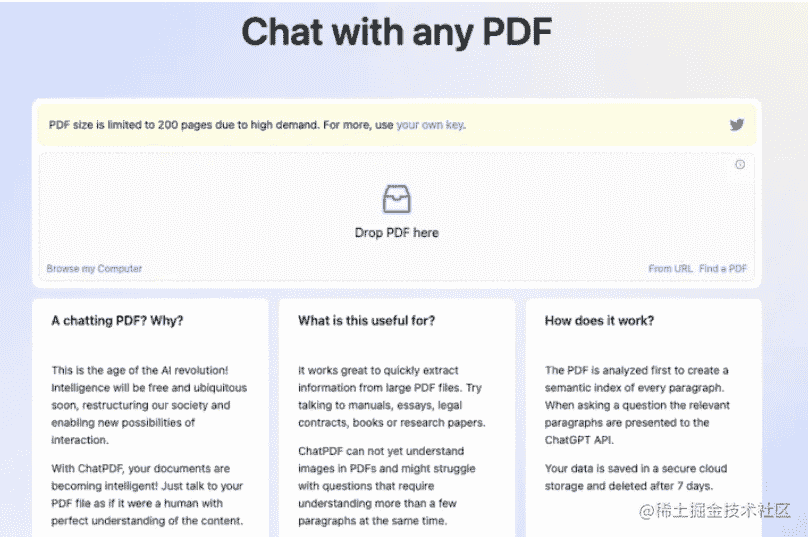 Chat with any PDF
PDF size is limited to 200 pages due to high demand. For more, use your own key.
Drop PDF here
Browse my Computer
From URL Find a PDF
A chatting PDF? Why?
This is the age of the AI revolution!
Intelligence will be free and ubiquitous
soon, restructuring our society and
enabling new possibilities of
interaction.
With ChatPDF, your documents are
becoming intelligent! Just talk to your
PDF file as if it were a human with
perfect understanding of the content.
What is this useful for?
It works great to quickly extract
information from large PDF files. Try
talking to manuals, essays, legal
contracts, books or research papers.
ChatPDF can not yet understand
images in PDFs and might struggle
with questions that require
understanding more than a few
paragraphs at the same time.
How does it work?
The PDF is analyzed first to create a
semantic index of every paragraph.
When asking a question the relevant
paragraphs are presented to the
ChatGPT API.
Your data is saved in a secure cloud
storage and deleted after 7 days.
@稀土掘金技术社区